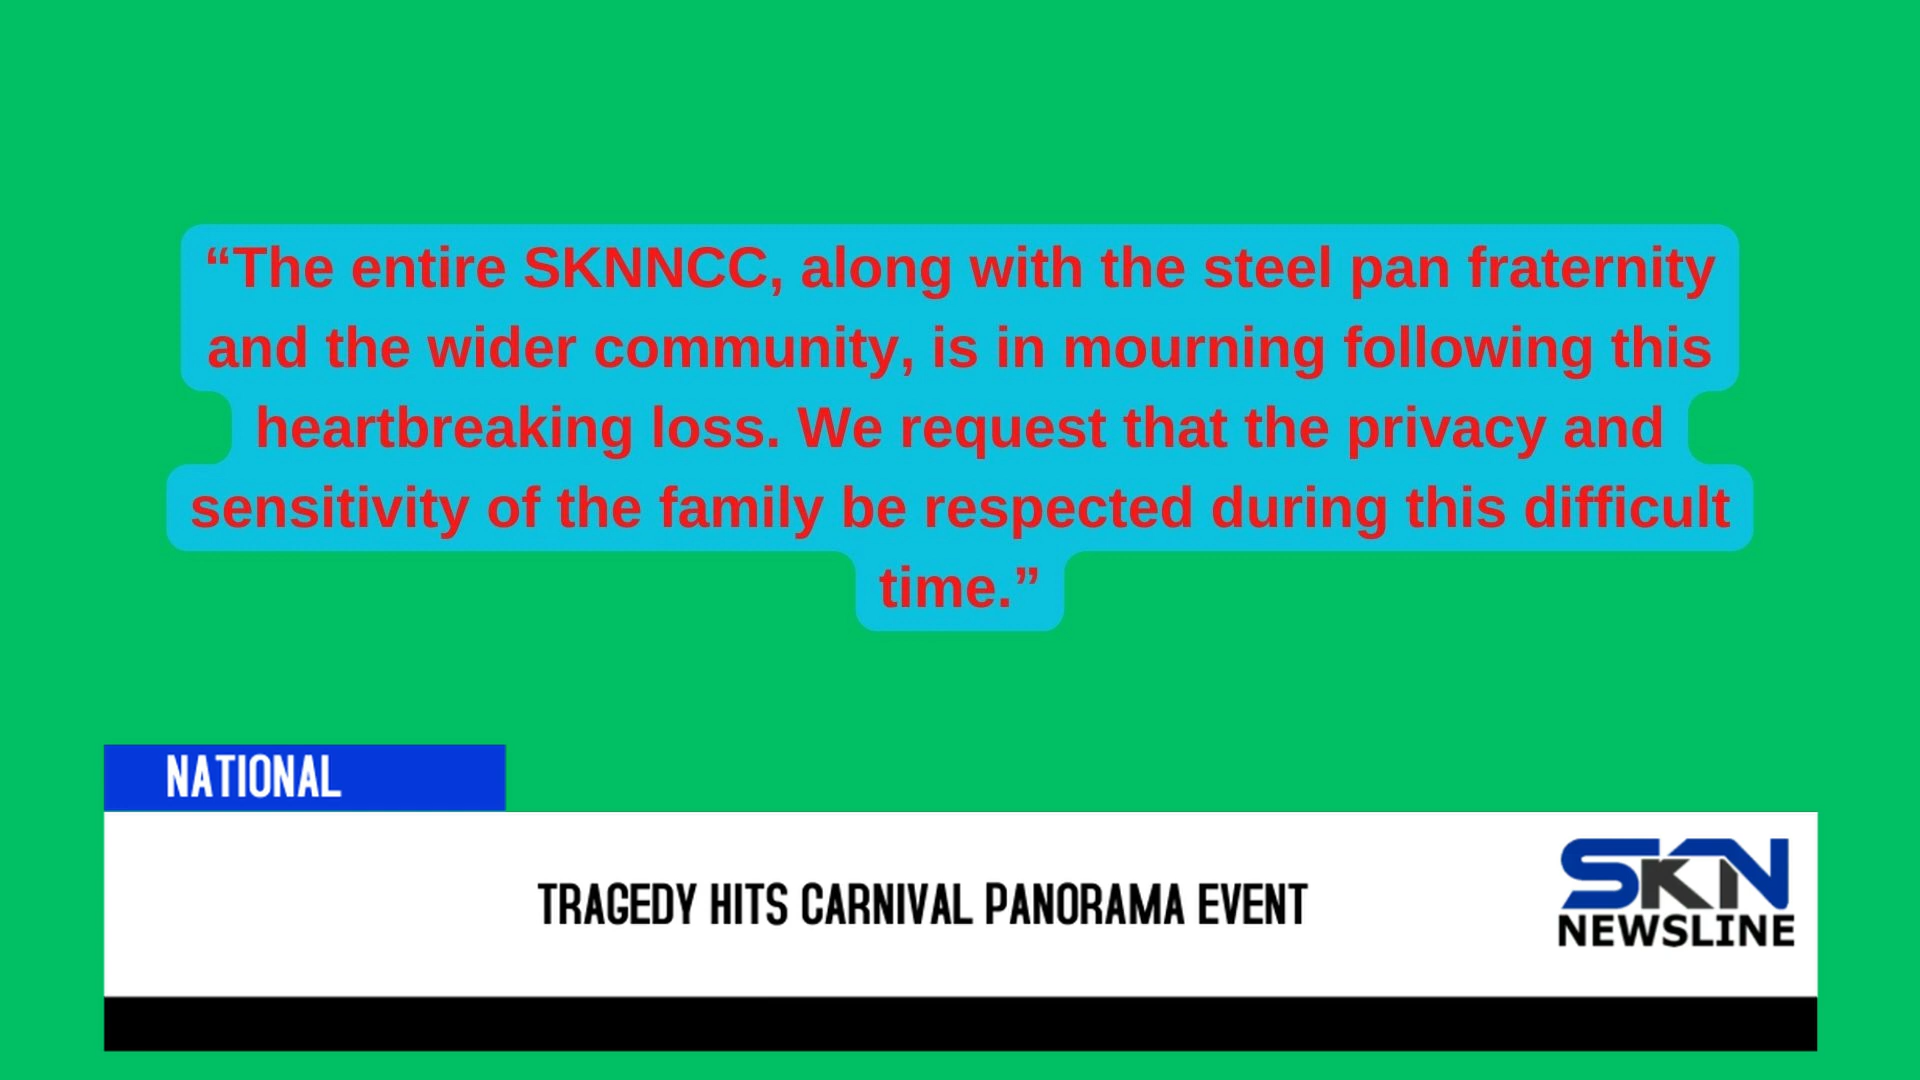 “The entire SKNNCC, along with the steel pan fraternity
and the wider community, is in mourning following this
heartbreaking loss. We request that the privacy and
sensitivity of the family be respected during this difficult
time.”
NATIONAL
TRAGEDY HITS CARNIVAL PANORAMA EVENT
SKN
NEWSLINE